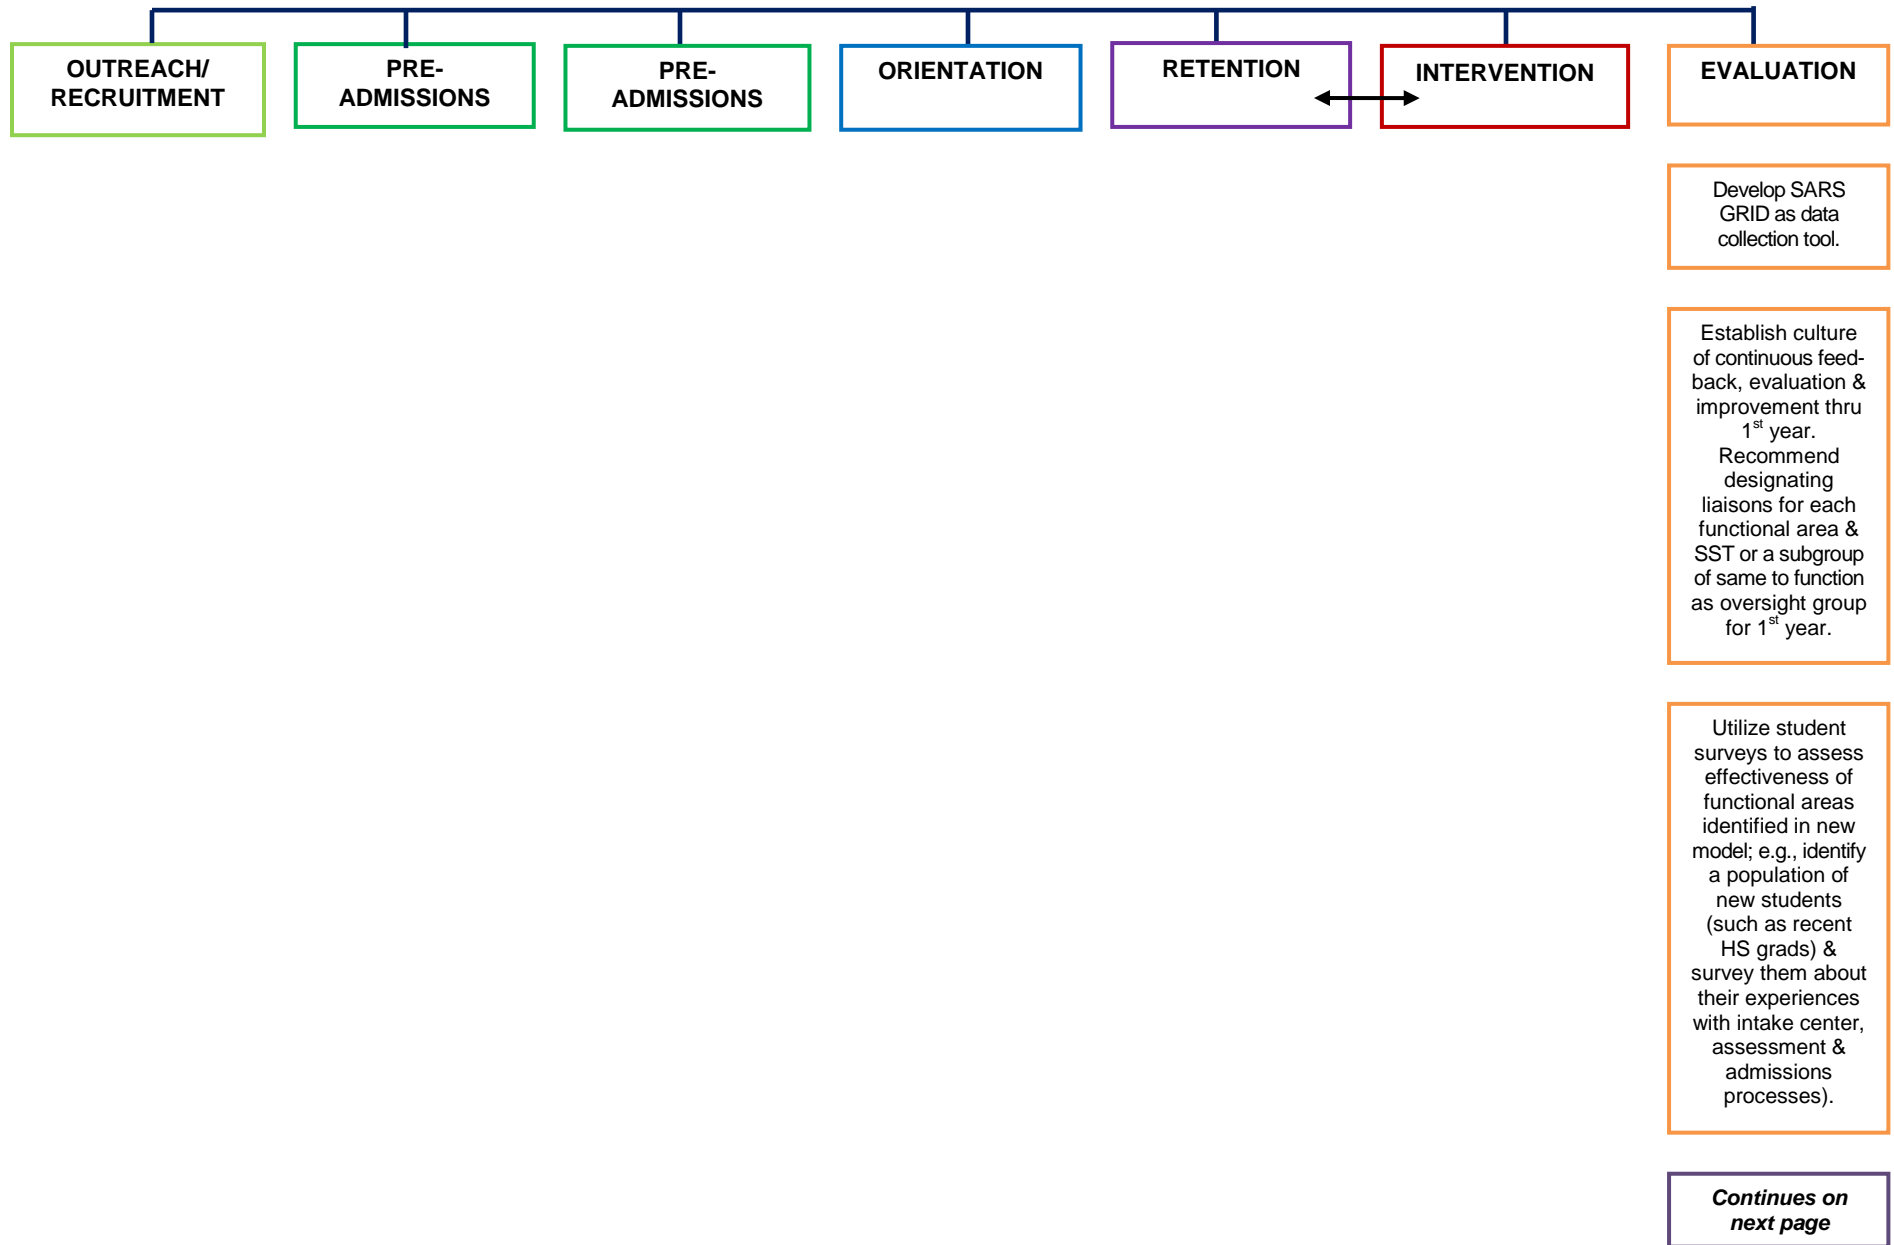 OUTREACH/
RECRUITMENT
PRE-
ADMISSIONS
PRE-
ADMISSIONS
ORIENTATION
RETENTION
INTERVENTION
EVALUATION
Develop SARS
GRID as data
collection tool.
Establish culture
of continuous feed-
back, evaluation &
improvement thru
1st year.
Recommend
designating
liaisons for each
functional area &
SST or a subgroup
of same to function
as oversight group
for 1st year.
Utilize student
surveys to assess
effectiveness of
functional areas
identified in new
model; e.g., identify
a population of
new students
(such as recent
HS grads) &
survey them about
their experiences
with intake center,
assessment &
admissions
processes).
Continues on
next page